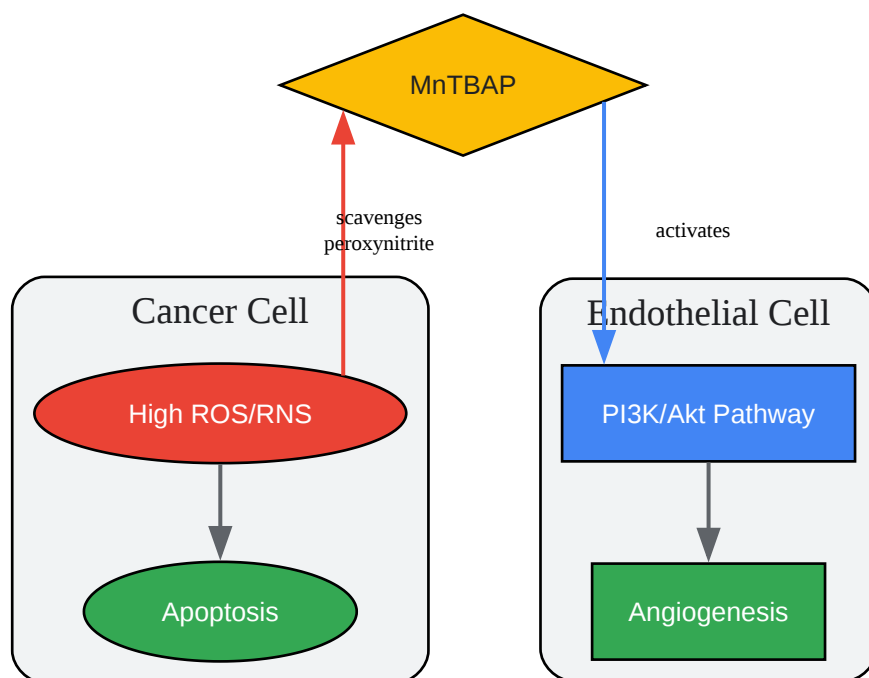 MnTBAP
scavenges
peroxynitrite
activates
Cancer Cell
Endothelial Cell
High ROS/RNS
PI3K/Akt Pathway
Apoptosis
Angiogenesis